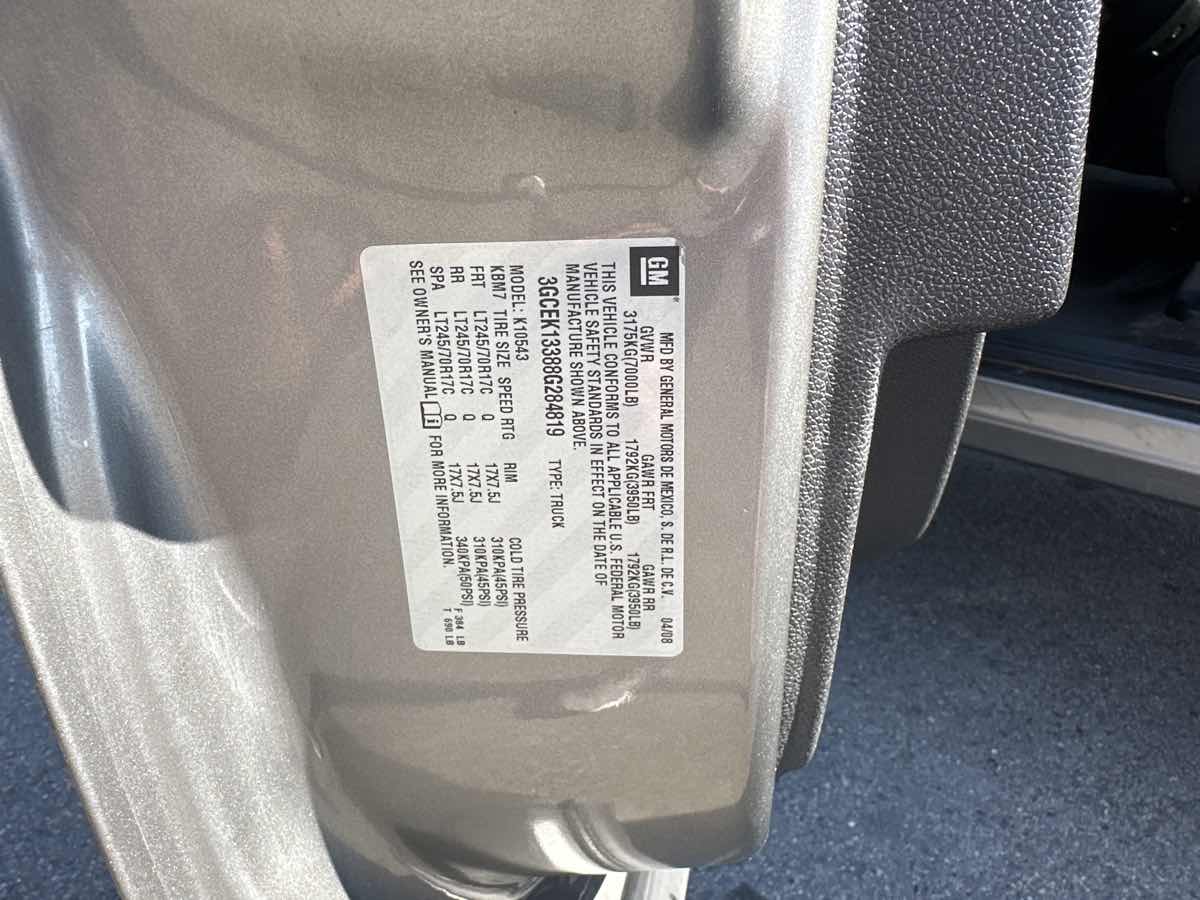 GM®
MFD BY GENERAL MOTORS DE MEXICO, S. DE R.L. DE C.V. 04/08
GVWR GAWR FRT GAWR RR
3175KG(7000LB) 1792KG(3950LB) 1792KG(3950LB)
THIS VEHICLE CONFORMS TO ALL APPLICABLE U.S. FEDERAL MOTOR
VEHICLE SAFETY STANDARDS IN EFFECT ON THE DATE OF
MANUFACTURE SHOWN ABOVE.
3GCEK13388G284819 TYPE: TRUCK
MODEL: K10543
KBM7 TIRE SIZE SPEED RTG RIM COLD TIRE PRESSURE
FRT LT245/70R17C Q 17X7.5J 310KPA(45PSI)
RR LT245/70R17C Q 17X7.5J 310KPA(45PSI)
SPA LT245/70R17C Q 17X7.5J 340KPA(50PSI) F 384 LB
SEE OWNER'S MANUAL i FOR MORE INFORMATION. T 690 LB